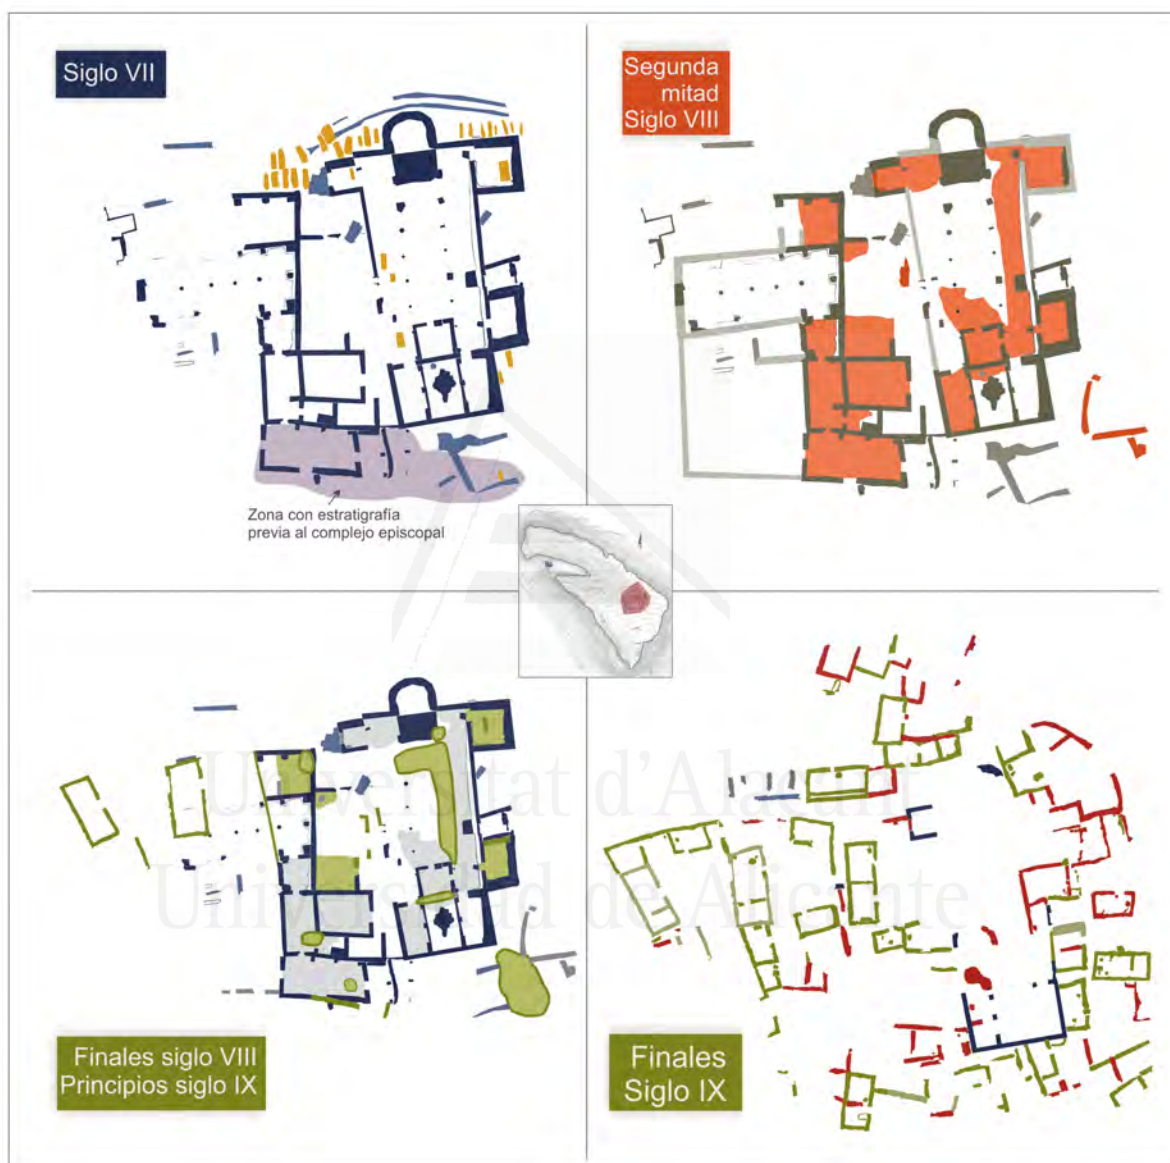 Siglo VII
Segunda
mitad
Siglo VIII
Zona con estratigrafía
previa al complejo episcopal
Universitat d'Alacant
Universidad de Alicante
Finales siglo VIII
Principios siglo IX
Finales
Siglo IX